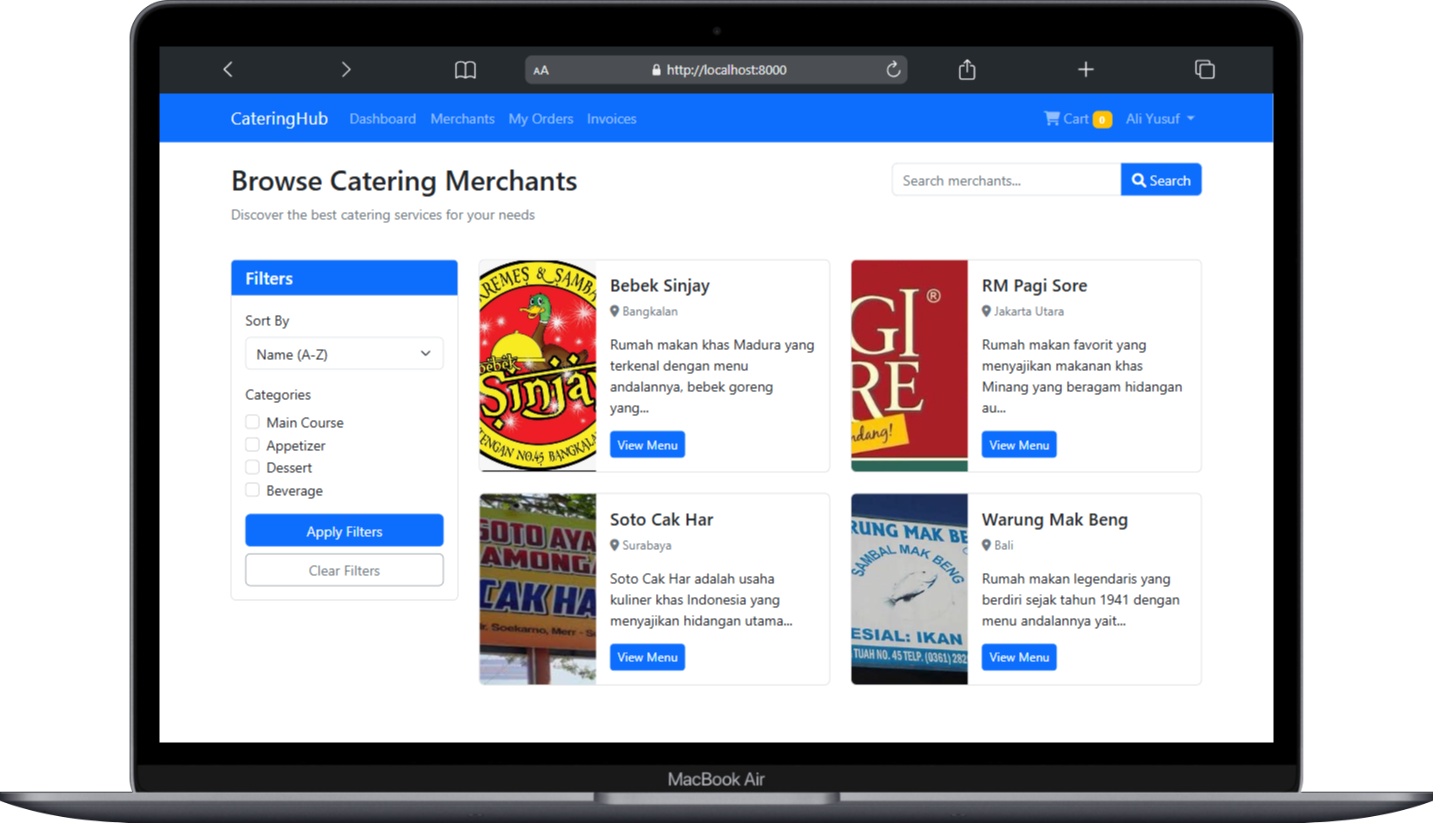 AA
http://localhost:8000
CateringHub Dashboard Merchants My Orders Invoices
Cart 0 Ali Yusuf
Browse Catering Merchants
Search merchants...
Search
Discover the best catering services for your needs
Filters
Sort By
Name (A-Z)
Categories
Main Course
Appetizer
Dessert
Beverage
Apply Filters
Clear Filters
REMES & SAMBA
bebek
Sinjay
TENGAN NO.45 BANGKALA
Bebek Sinjay
Bangkalan
Rumah makan khas Madura yang
terkenal dengan menu
andalannya, bebek goreng
yang...
View Menu
GI ®
RE
ndang!
RM Pagi Sore
Jakarta Utara
Rumah makan favorit yang
menyajikan makanan khas
Minang yang beragam hidangan
au...
View Menu
SOTO AYA
AMONGA
CAK HA
Ir. Soekarno, Merr - S
Soto Cak Har
Surabaya
Soto Cak Har adalah usaha
kuliner khas Indonesia yang
menyajikan hidangan utama...
View Menu
RUNG MAK BE
SAMBAL MAK BENG
ESIAL: IKAN
TUAH NO. 45 TELP. (0361) 282
Warung Mak Beng
Bali
Rumah makan legendaris yang
berdiri sejak tahun 1941 dengan
menu andalannya yait...
View Menu
MacBook Air